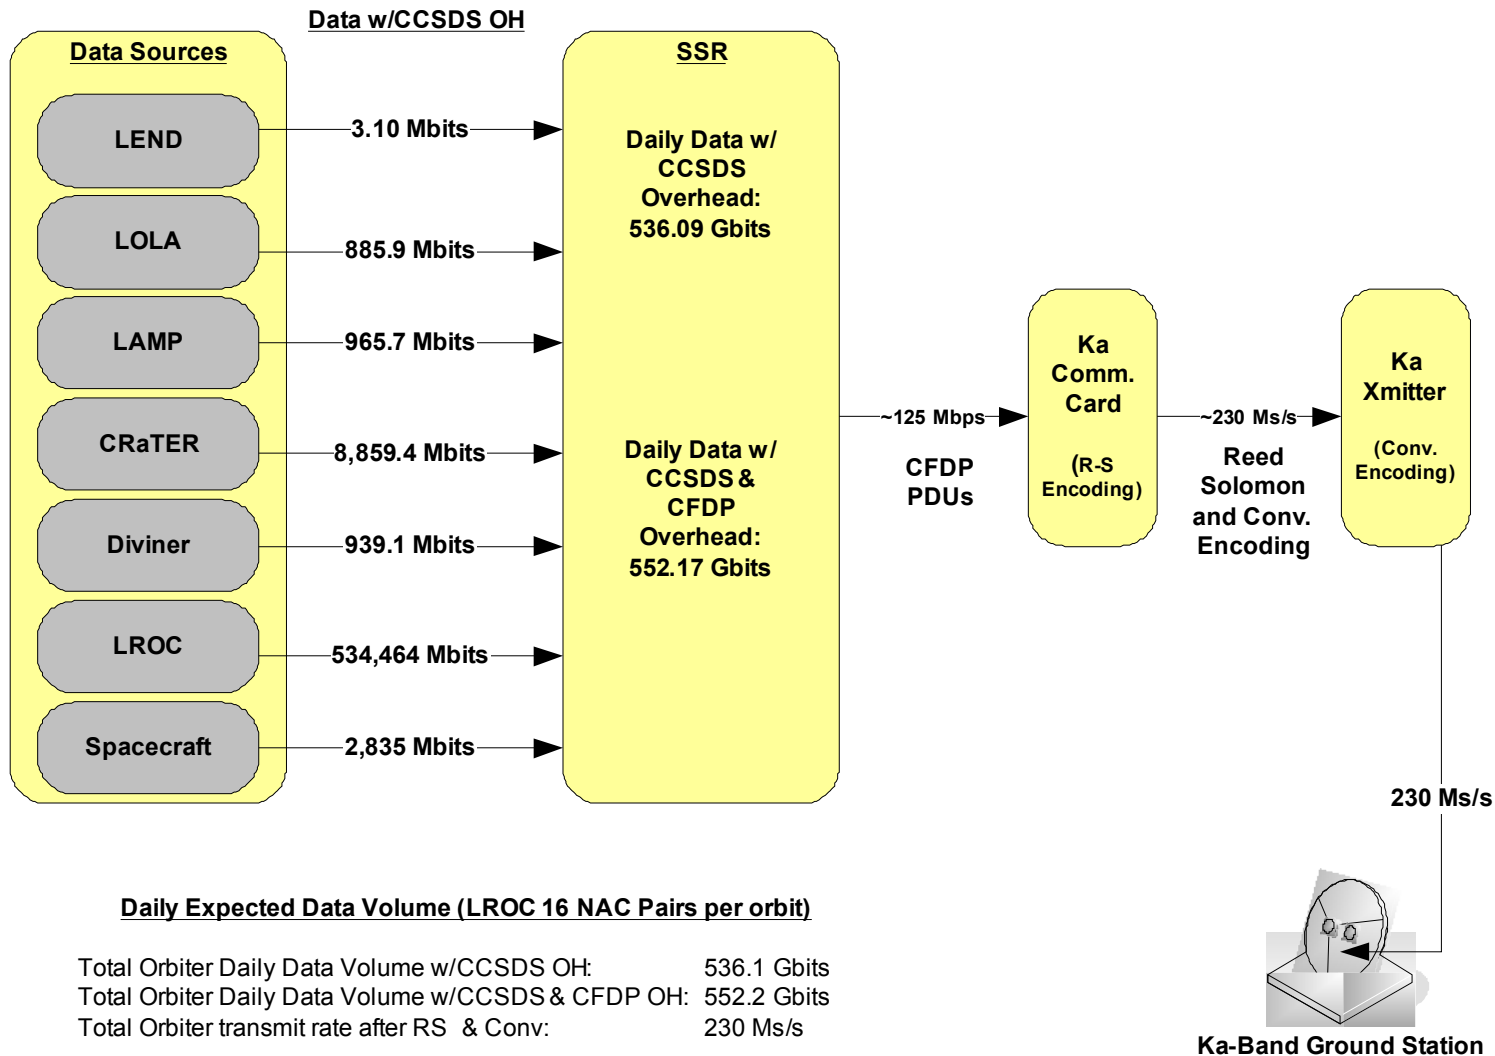 Data w/CCSDS OH
Data Sources
LEND
LOLA
LAMP
CRaTER
Diviner
LROC
Spacecraft
3.10 Mbits
885.9 Mbits
965.7 Mbits
8,859.4 Mbits
939.1 Mbits
534,464 Mbits
2,835 Mbits
SSR
Daily Data w/
CCSDS
Overhead:
536.09 Gbits
Daily Data w/
CCSDS &
CFDP
Overhead:
552.17 Gbits
~125 Mbps
CFDP
PDUs
Ka
Comm.
Card
(R-S
Encoding)
~230 Ms/s
Reed
Solomon
and Conv.
Encoding
Ka
Xmitter
(Conv.
Encoding)
230 Ms/s
Ka-Band Ground Station
Daily Expected Data Volume (LROC 16 NAC Pairs per orbit)
Total Orbiter Daily Data Volume w/CCSDS OH: 536.1 Gbits
Total Orbiter Daily Data Volume w/CCSDS & CFDP OH: 552.2 Gbits
Total Orbiter transmit rate after RS & Conv: 230 Ms/s